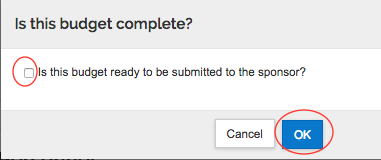 Is this budget complete?
Is this budget ready to be submitted to the sponsor?
Cancel OK